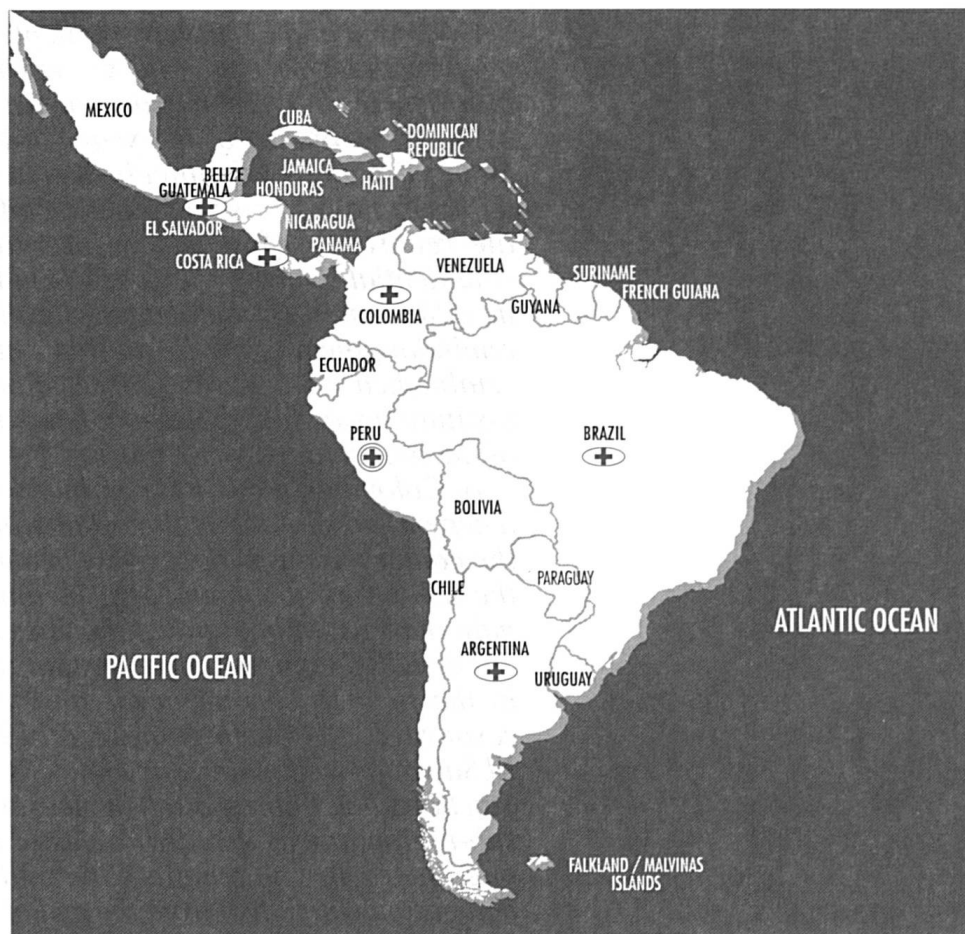 MEXICO
CUBA
DOMINICAN
REPUBLIC
JAMAICA
HAITI
BELIZE
GUATEMALA
HONDURAS
EL SALVADOR
NICARAGUA
COSTA RICA
PANAMA
VENEZUELA
SURINAME
GUYANA
FRENCH GUIANA
COLOMBIA
ECUADOR
PERU
BRAZIL
BOLIVIA
CHILE
PARAGUAY
ATLANTIC OCEAN
ARGENTINA
PACIFIC OCEAN
URUGUAY
FALKLAND / MALVINAS
ISLANDS